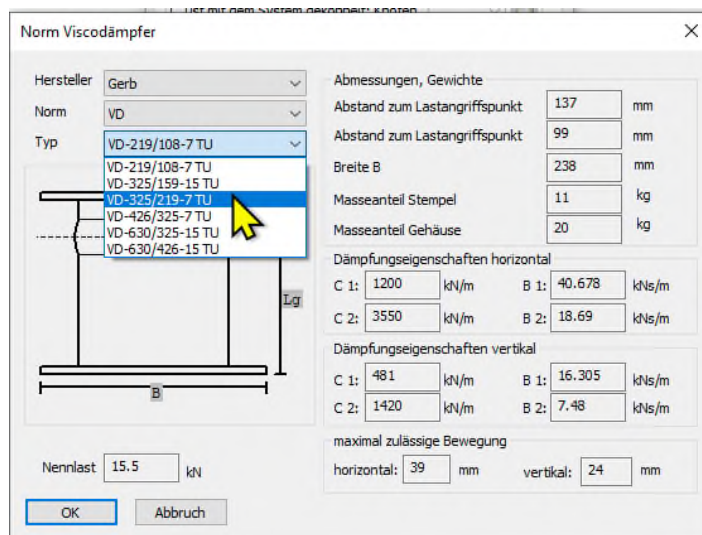 Norm Viscodämpfer
Hersteller Gerb
Norm VD
Typ VD-219/108-7 TU
VD-219/108-7 TU
VD-325/159-15 TU
VD-325/219-7 TU
VD-426/325-7 TU
VD-630/325-15 TU
VD-630/426-15 TU
Lg
B
Nennlast 15.5 kN
OK Abbruch
Abmessungen, Gewichte
Abstand zum Lastangriffspunkt 137 mm
Abstand zum Lastangriffspunkt 99 mm
Breite B 238 mm
Masseanteil Stempel 11 kg
Masseanteil Gehäuse 20 kg
Dämpfungseigenschaften horizontal
C 1: 1200 kN/m B 1: 40.678 kNs/m
C 2: 3550 kN/m B 2: 18.69 kNs/m
Dämpfungseigenschaften vertikal
C 1: 481 kN/m B 1: 16.305 kNs/m
C 2: 1420 kN/m B 2: 7.48 kNs/m
maximal zulässige Bewegung
horizontal: 39 mm vertikal: 24 mm